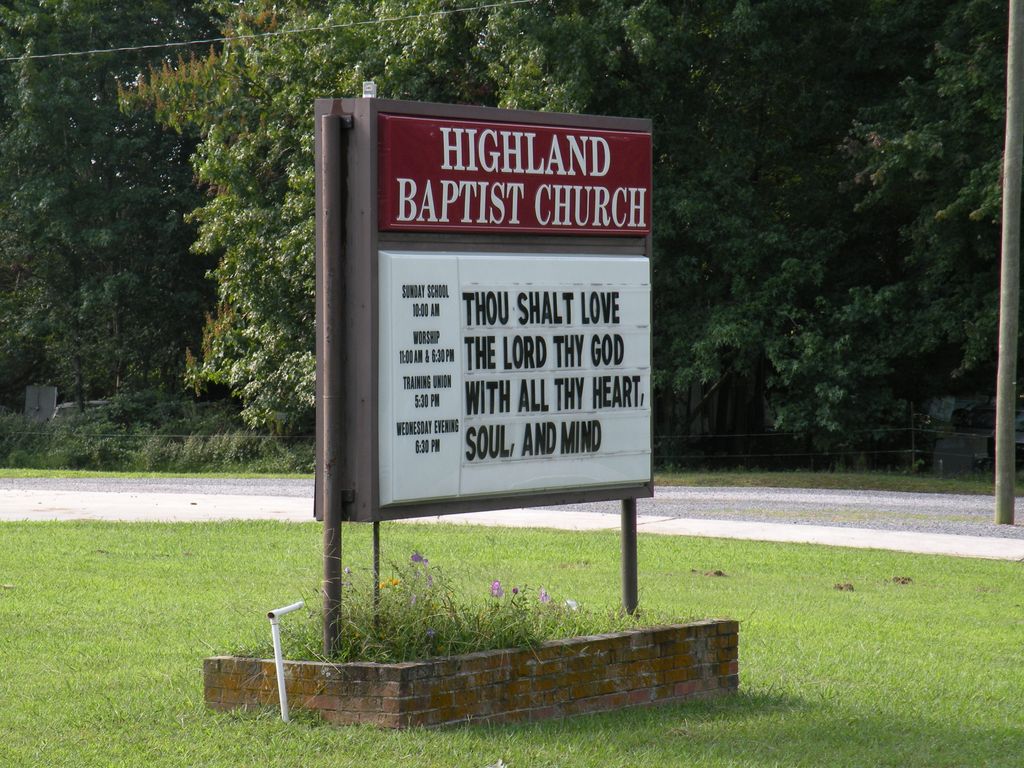 HIGHLAND
BAPTIST CHURCH
SUNDAY SCHOOL
10:00 AM
WORSHIP
11:00 AM & 6:30 PM
TRAINING UNION
5:30 PM
WEDNESDAY EVENING
6:30 PM
THOU SHALT LOVE
THE LORD THY GOD
WITH ALL THY HEART,
SOUL, AND MIND